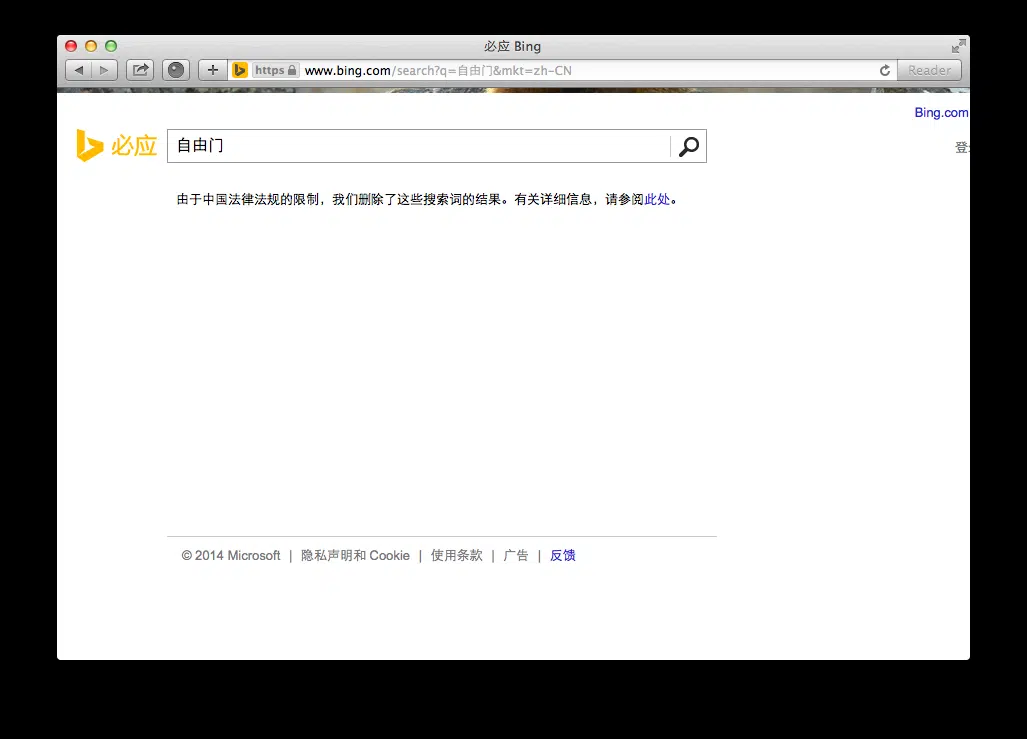 必应 Bing
https www.bing.com/search?q=自由门&mkt=zh-CN Reader
Bing.com
必应 自由门
登
由于中国法律法规的限制，我们删除了这些搜索词的结果。有关详细信息，请参阅此处。
© 2014 Microsoft | 隐私声明和 Cookie | 使用条款 | 广告 | 反馈